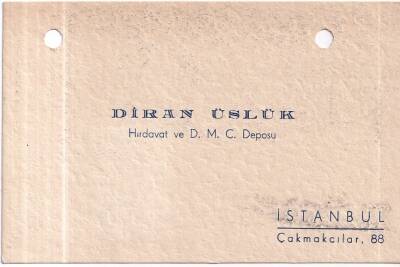 DİRAN ÜSLÜK
Hırdavat ve D. M. C. Deposu
İSTANBUL
Çakmakcılar, 88